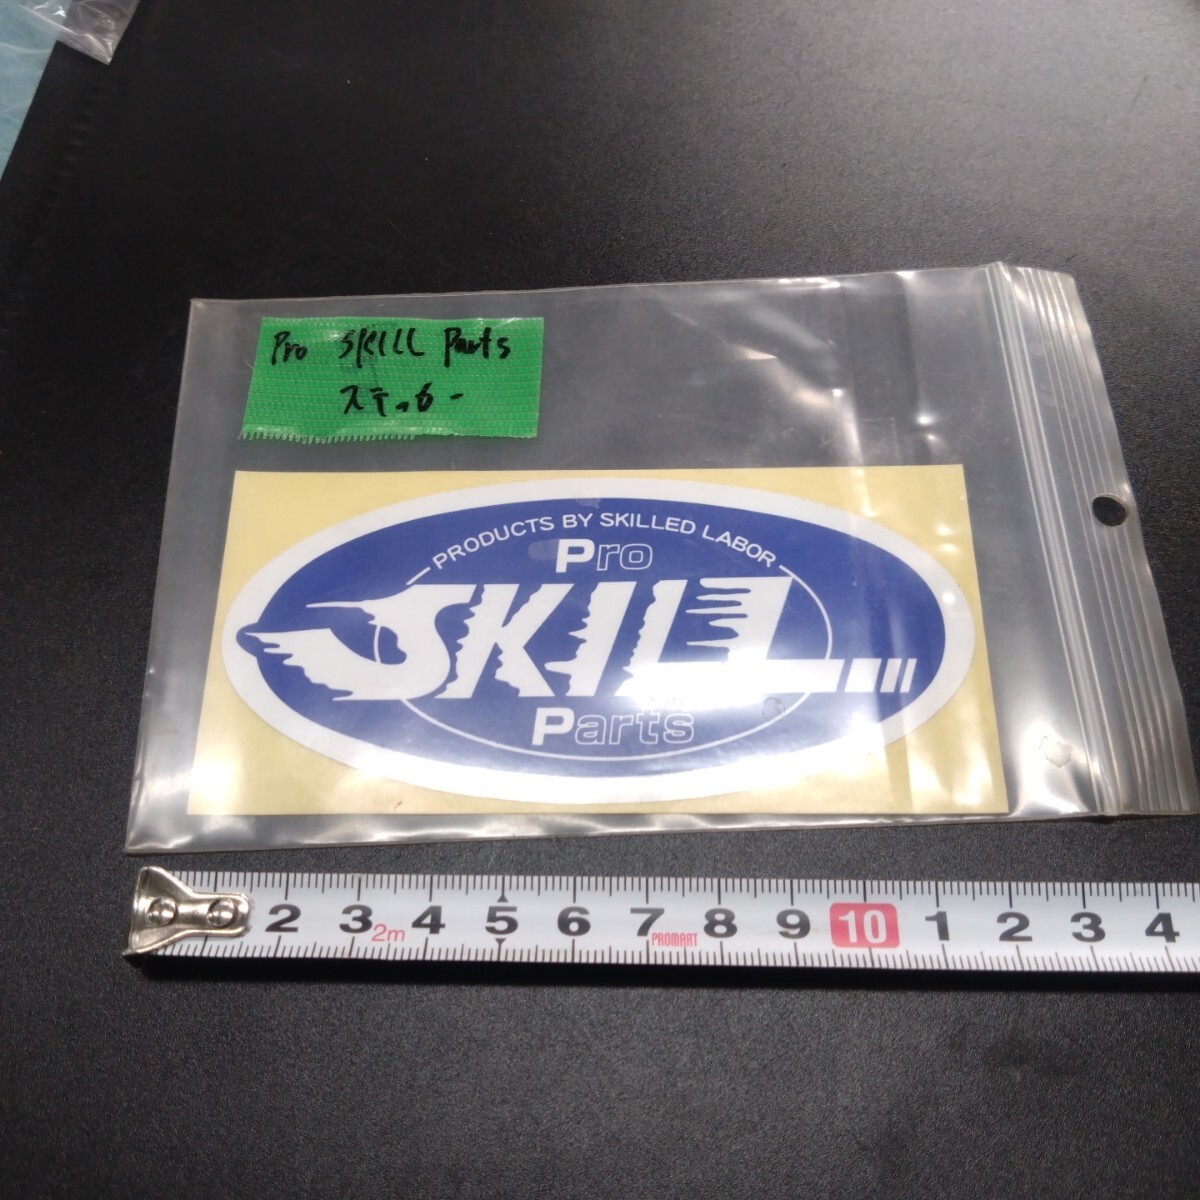 Pro SKILL Parts
ステッカー
PRODUCTS BY SKILLED LABOR
Pro
SKILL
Parts
2 3 4 5 6 7 8 9 10 1 2 3 4
2m
PROMART